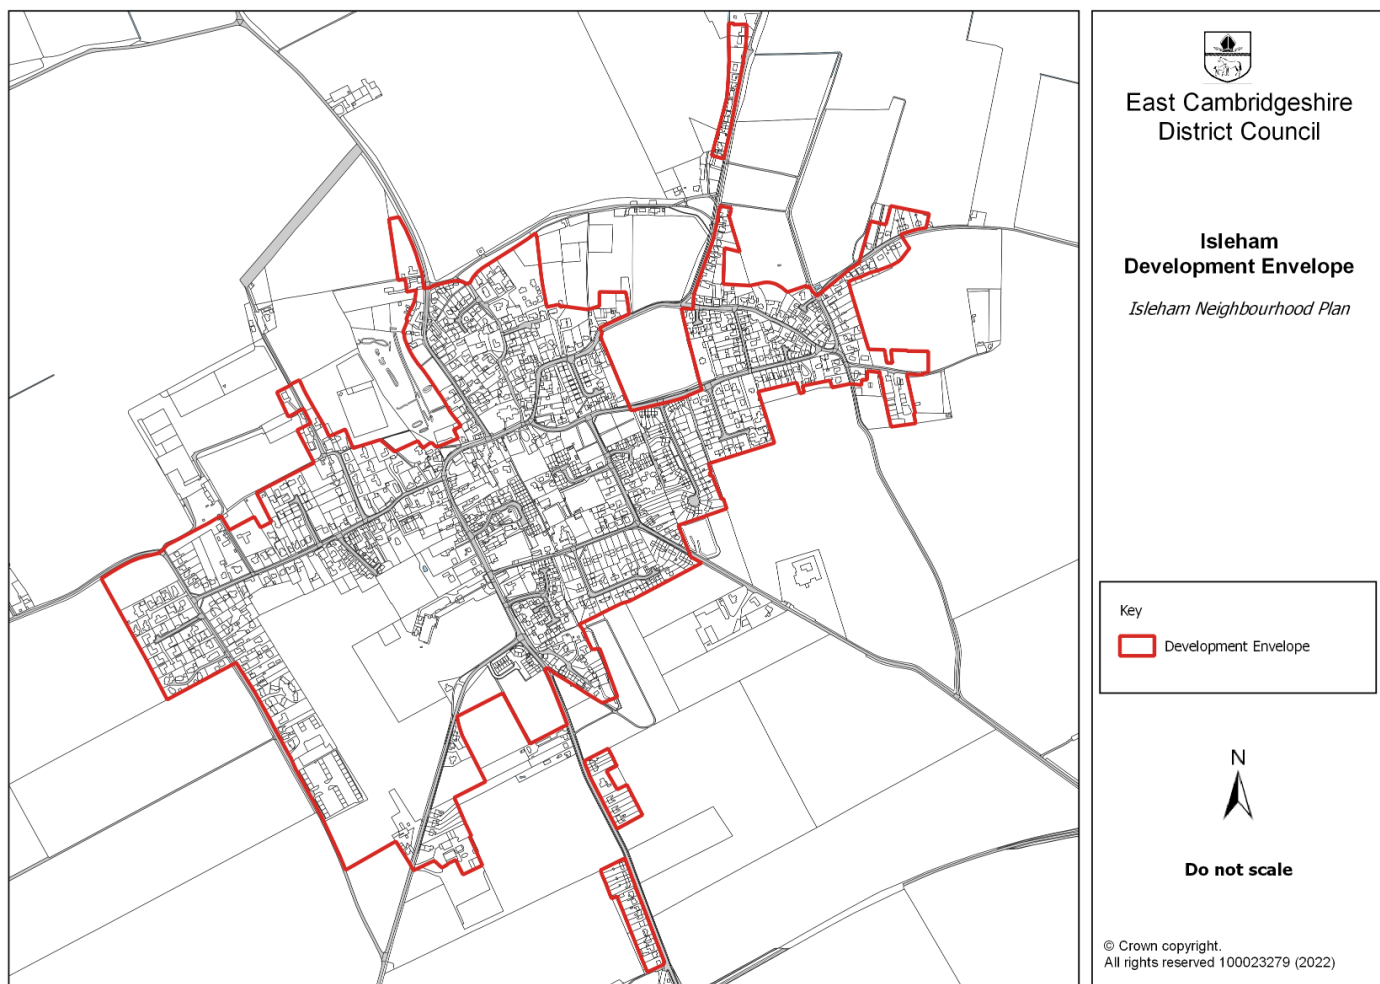 East Cambridgeshire
District Council
Isleham
Development Envelope
Isleham Neighbourhood Plan
Key
Development Envelope
N
Do not scale
© Crown copyright.
All rights reserved 100023279 (2022)